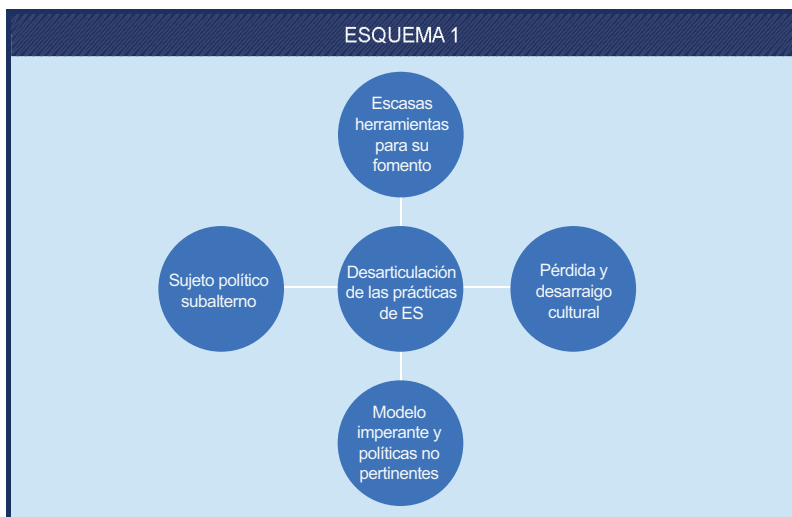 ESQUEMA 1
Escasas
herramientas
para su
fomento
Sujeto político
subalterno
Desarticulación
de las prácticas
de ES
Pérdida y
desarraigo
cultural
Modelo
imperante y
políticas no
pertinentes